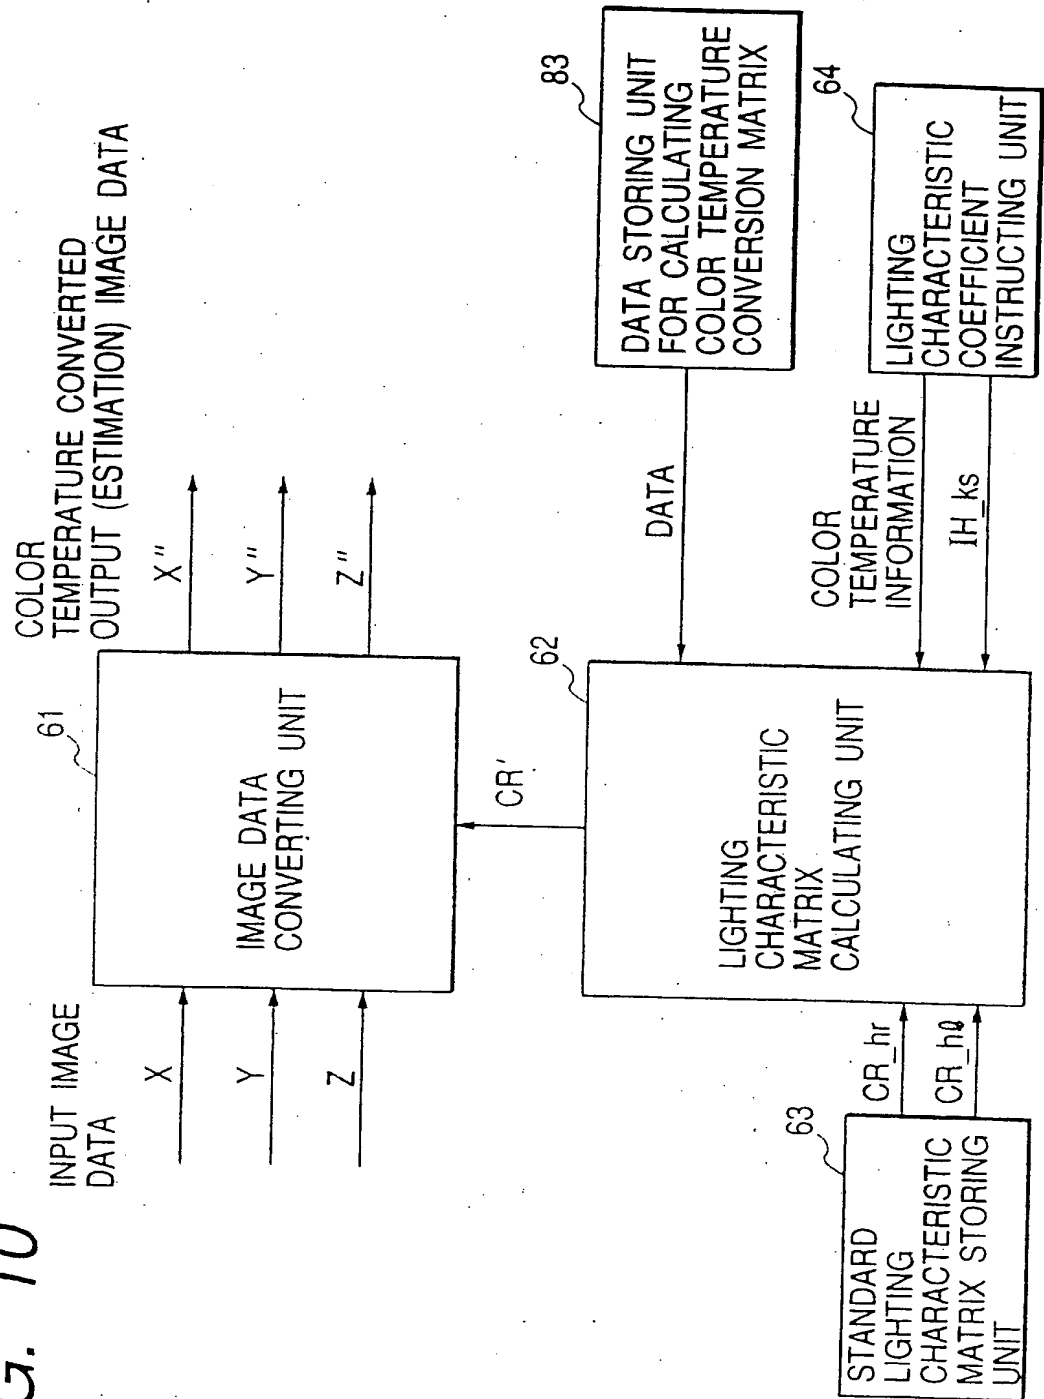 G. 10
INPUT IMAGE
DATA
X
Y
Z
61
IMAGE DATA
CONVERTING UNIT
COLOR
TEMPERATURE CONVERTED
OUTPUT (ESTIMATION) IMAGE DATA
X"
Y"
Z"
CR'
62
LIGHTING
CHARACTERISTIC
MATRIX
CALCULATING UNIT
63
STANDARD
LIGHTING
CHARACTERISTIC
MATRIX STORING
UNIT
CR_hr
CR_hℓ
DATA
83
DATA STORING UNIT
FOR CALCULATING
COLOR TEMPERATURE
CONVERSION MATRIX
COLOR
TEMPERATURE
INFORMATION
IH_ks
64
LIGHTING
CHARACTERISTIC
COEFFICIENT
INSTRUCTING UNIT